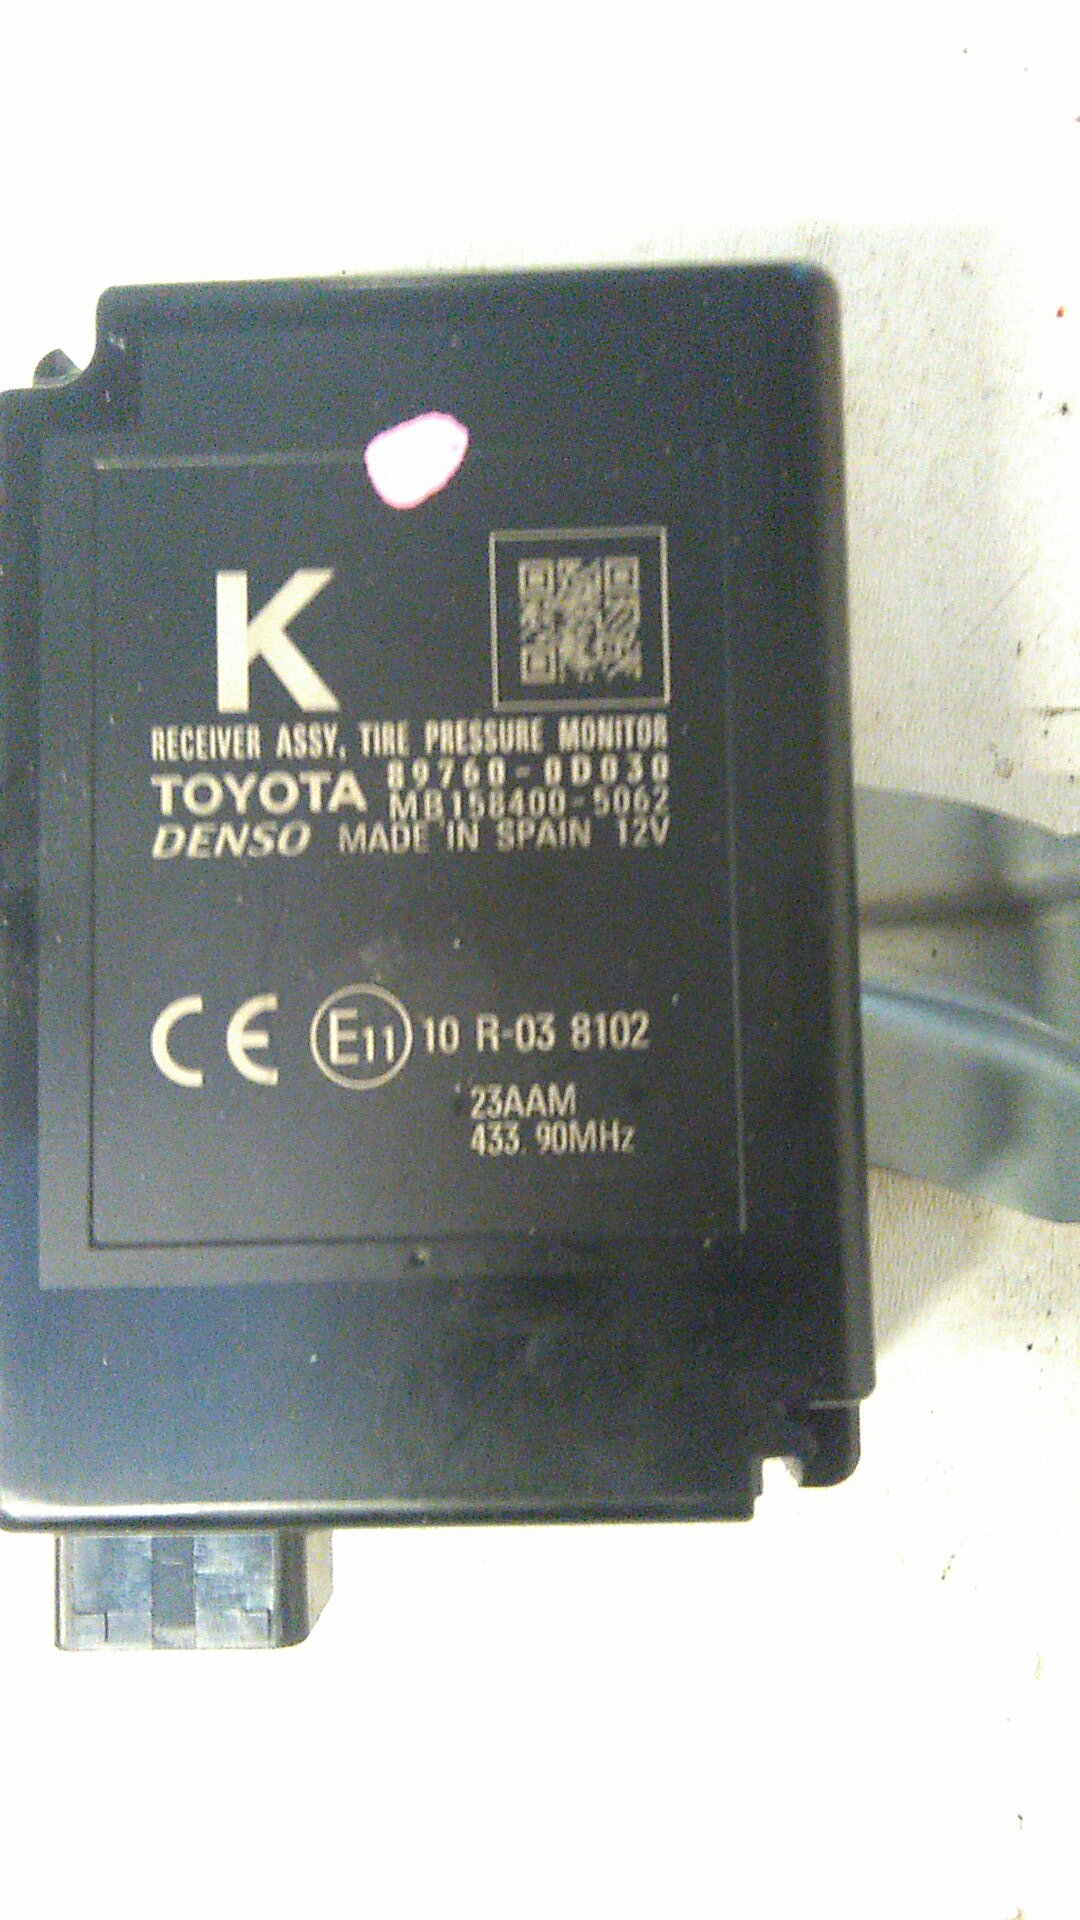 K
RECEIVER ASSY, TIRE PRESSURE MONITOR
TOYOTA 89760-0D030
MB158400-5062
DENSO MADE IN SPAIN 12V
CE E11 10 R-03 8102
23AAM
433.90MHz